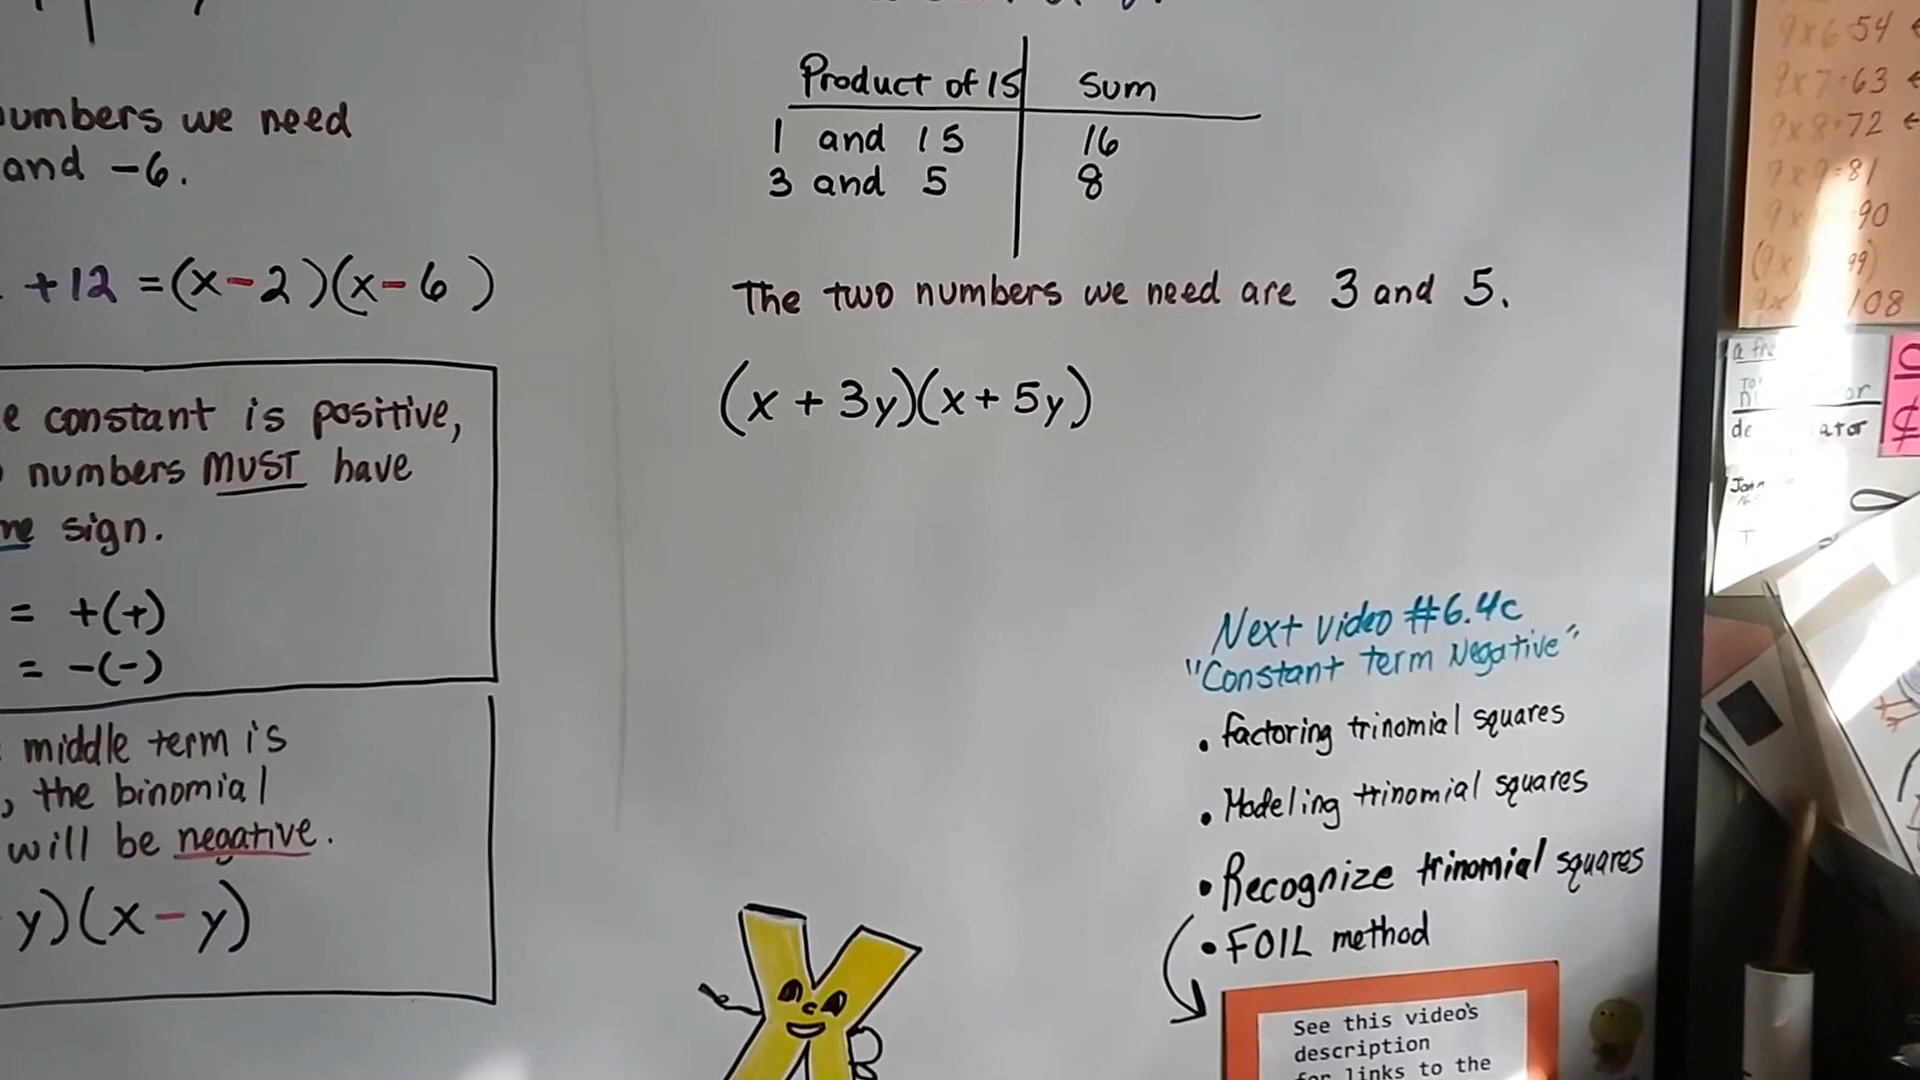 numbers we need
and -6.
+12 = (x-2)(x-6)
constant is positive,
numbers MUST have
sign.
= +(+)
= -(-)
middle term is
, the binomial
will be negative.
y)(x-y)
Product of 15 Sum
1 and 15 16
3 and 5 8
The two numbers we need are 3 and 5.
(x + 3y)(x + 5y)
Next video #6.4c
"Constant term Negative"
• factoring trinomial squares
• Modeling trinomial squares
• Recognize trinomial squares
• FOIL method
See this video's
description
for links to the
9x6=54
9x7=63
9x8=72
9x9=81
90
99)
108